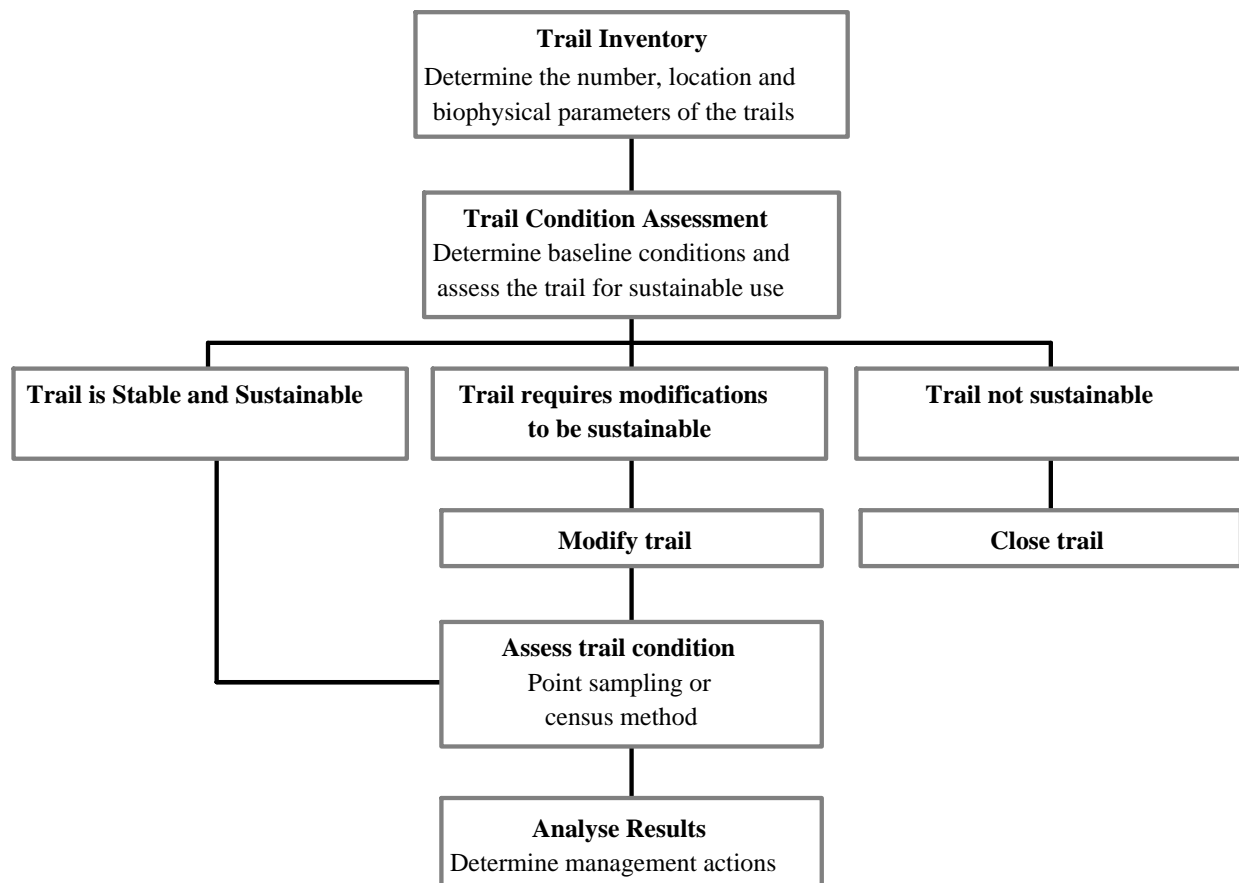 Trail Inventory
Determine the number, location and
biophysical parameters of the trails
Trail Condition Assessment
Determine baseline conditions and
assess the trail for sustainable use
Trail is Stable and Sustainable
Trail requires modifications
to be sustainable
Trail not sustainable
Modify trail
Close trail
Assess trail condition
Point sampling or
census method
Analyse Results
Determine management actions